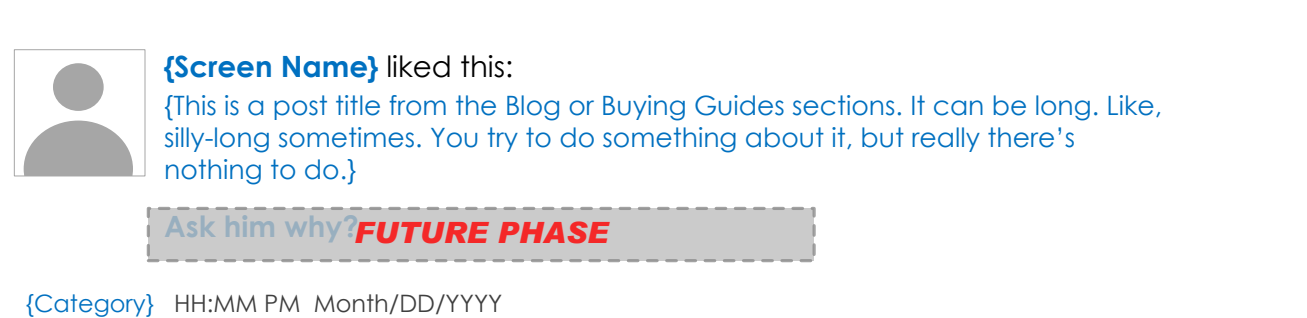 {Screen Name} liked this:
{This is a post title from the Blog or Buying Guides sections. It can be long. Like,
silly-long sometimes. You try to do something about it, but really there’s
nothing to do.}
Ask him why? FUTURE PHASE
{Category} HH:MM PM Month/DD/YYYY